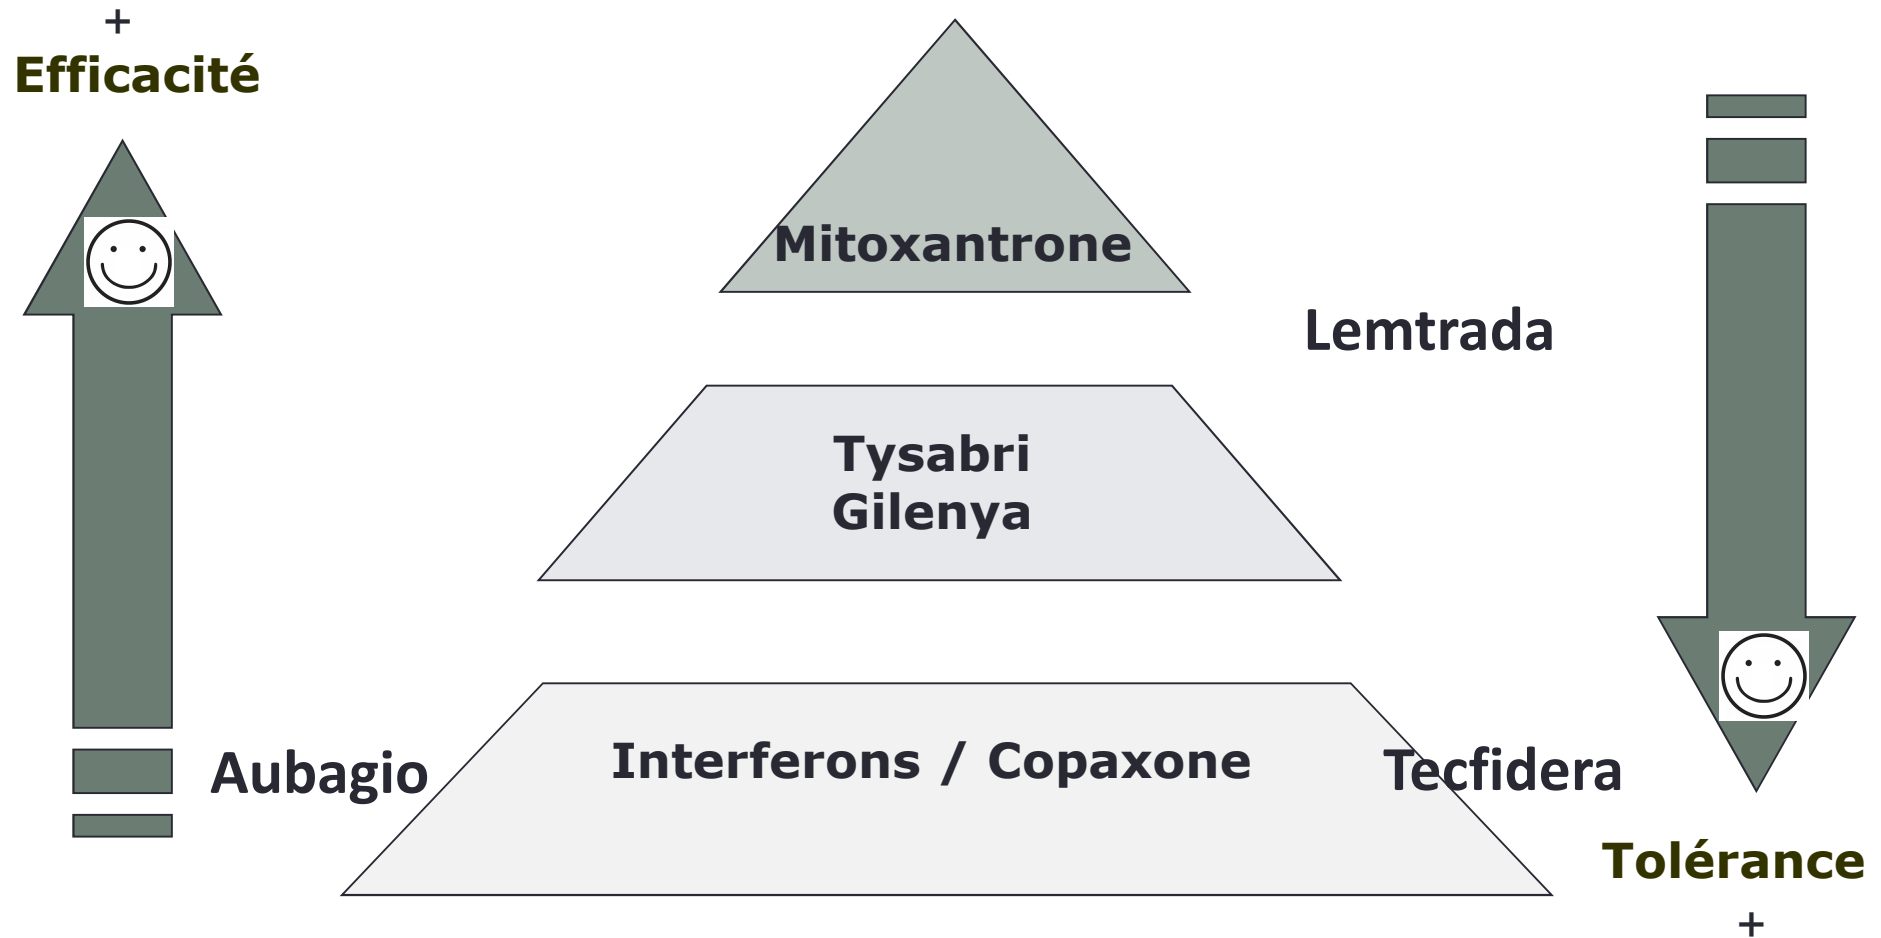 +
Efficacité
Mitoxantrone
Lemtrada
Tysabri
Gilenya
Aubagio
Interferons / Copaxone
Tecfidera
Tolérance
+